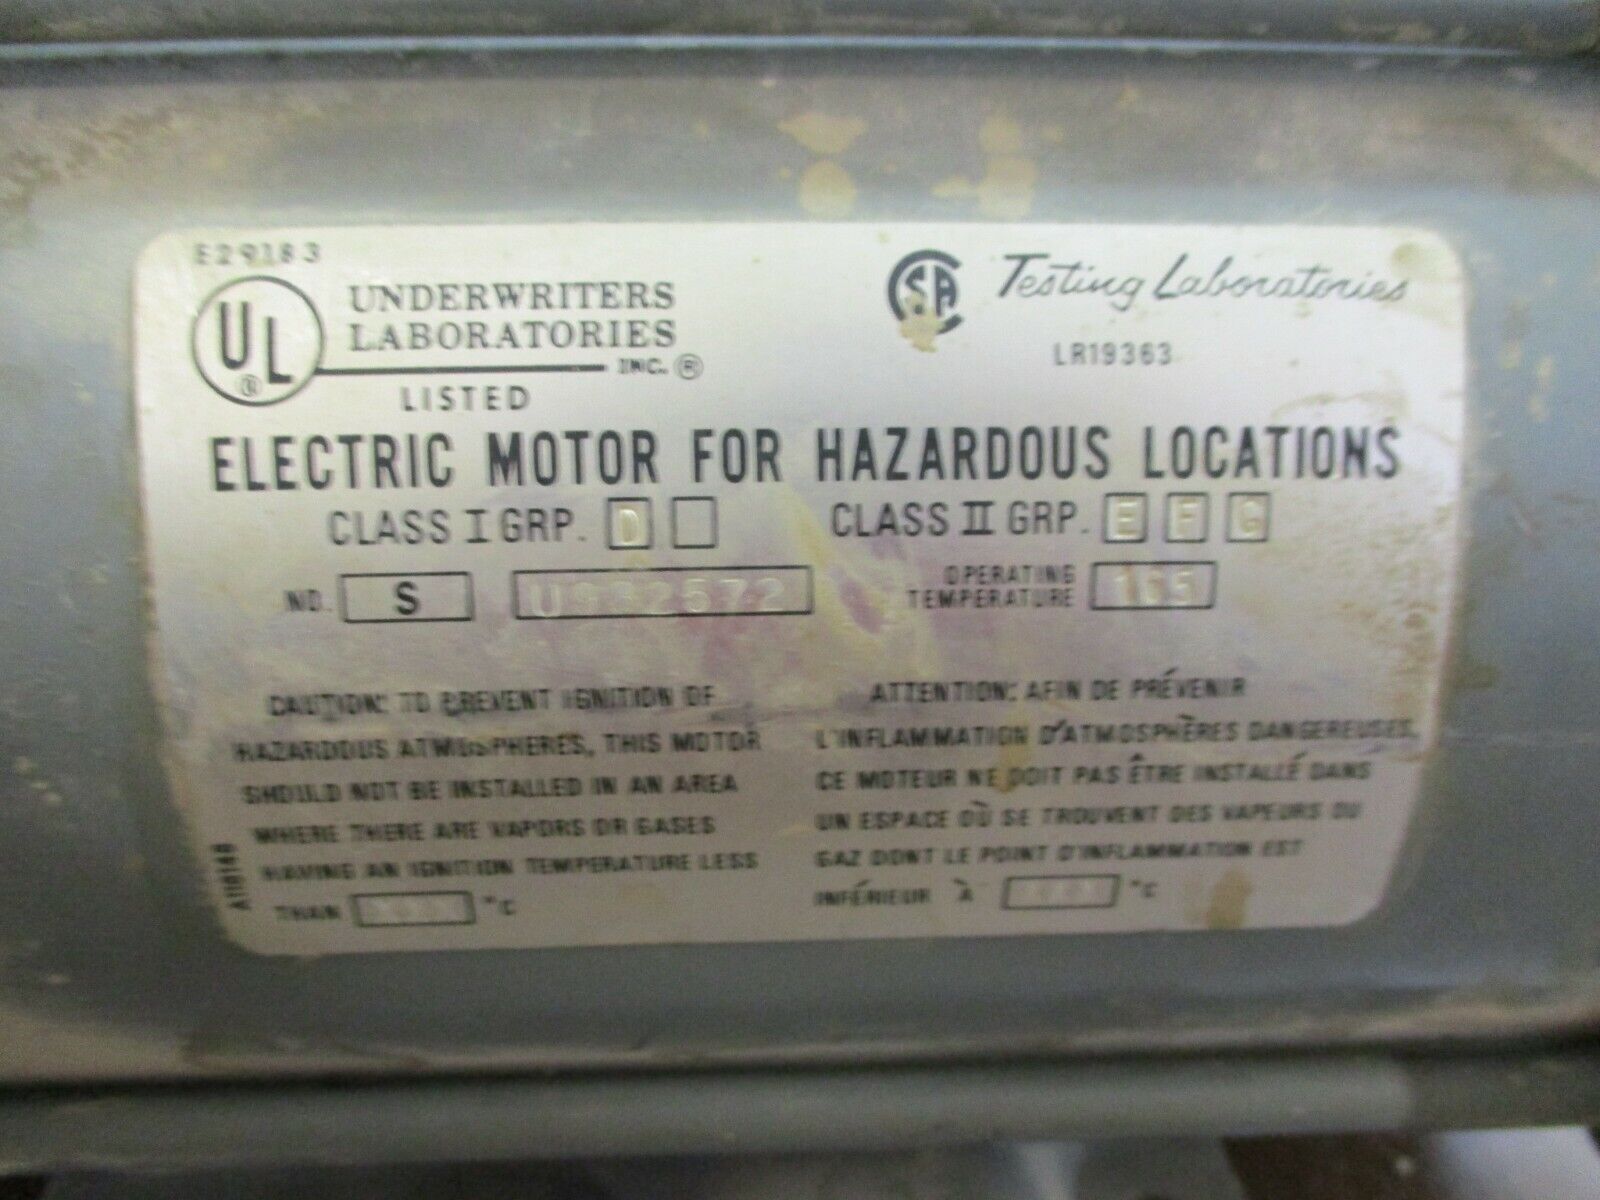 E29183
UL® UNDERWRITERS
LABORATORIES
INC.®
LISTED
CSA Testing Laboratories
LR19363
ELECTRIC MOTOR FOR HAZARDOUS LOCATIONS
CLASS I GRP. D CLASS II GRP. E F G
NO. S U932572 OPERATING TEMPERATURE 165
CAUTION: TO PREVENT IGNITION OF
HAZARDOUS ATMOSPHERES, THIS MOTOR
SHOULD NOT BE INSTALLED IN AN AREA
WHERE THERE ARE VAPORS OR GASES
HAVING AN IGNITION TEMPERATURE LESS
THAN °C
ATTENTION: AFIN DE PRÉVENIR
L'INFLAMMATION D'ATMOSPHÈRES DANGEREUSES,
CE MOTEUR NE DOIT PAS ÊTRE INSTALLÉ DANS
UN ESPACE OÙ SE TROUVENT DES VAPEURS OU
GAZ DONT LE POINT D'INFLAMMATION EST
INFÉRIEUR À °C